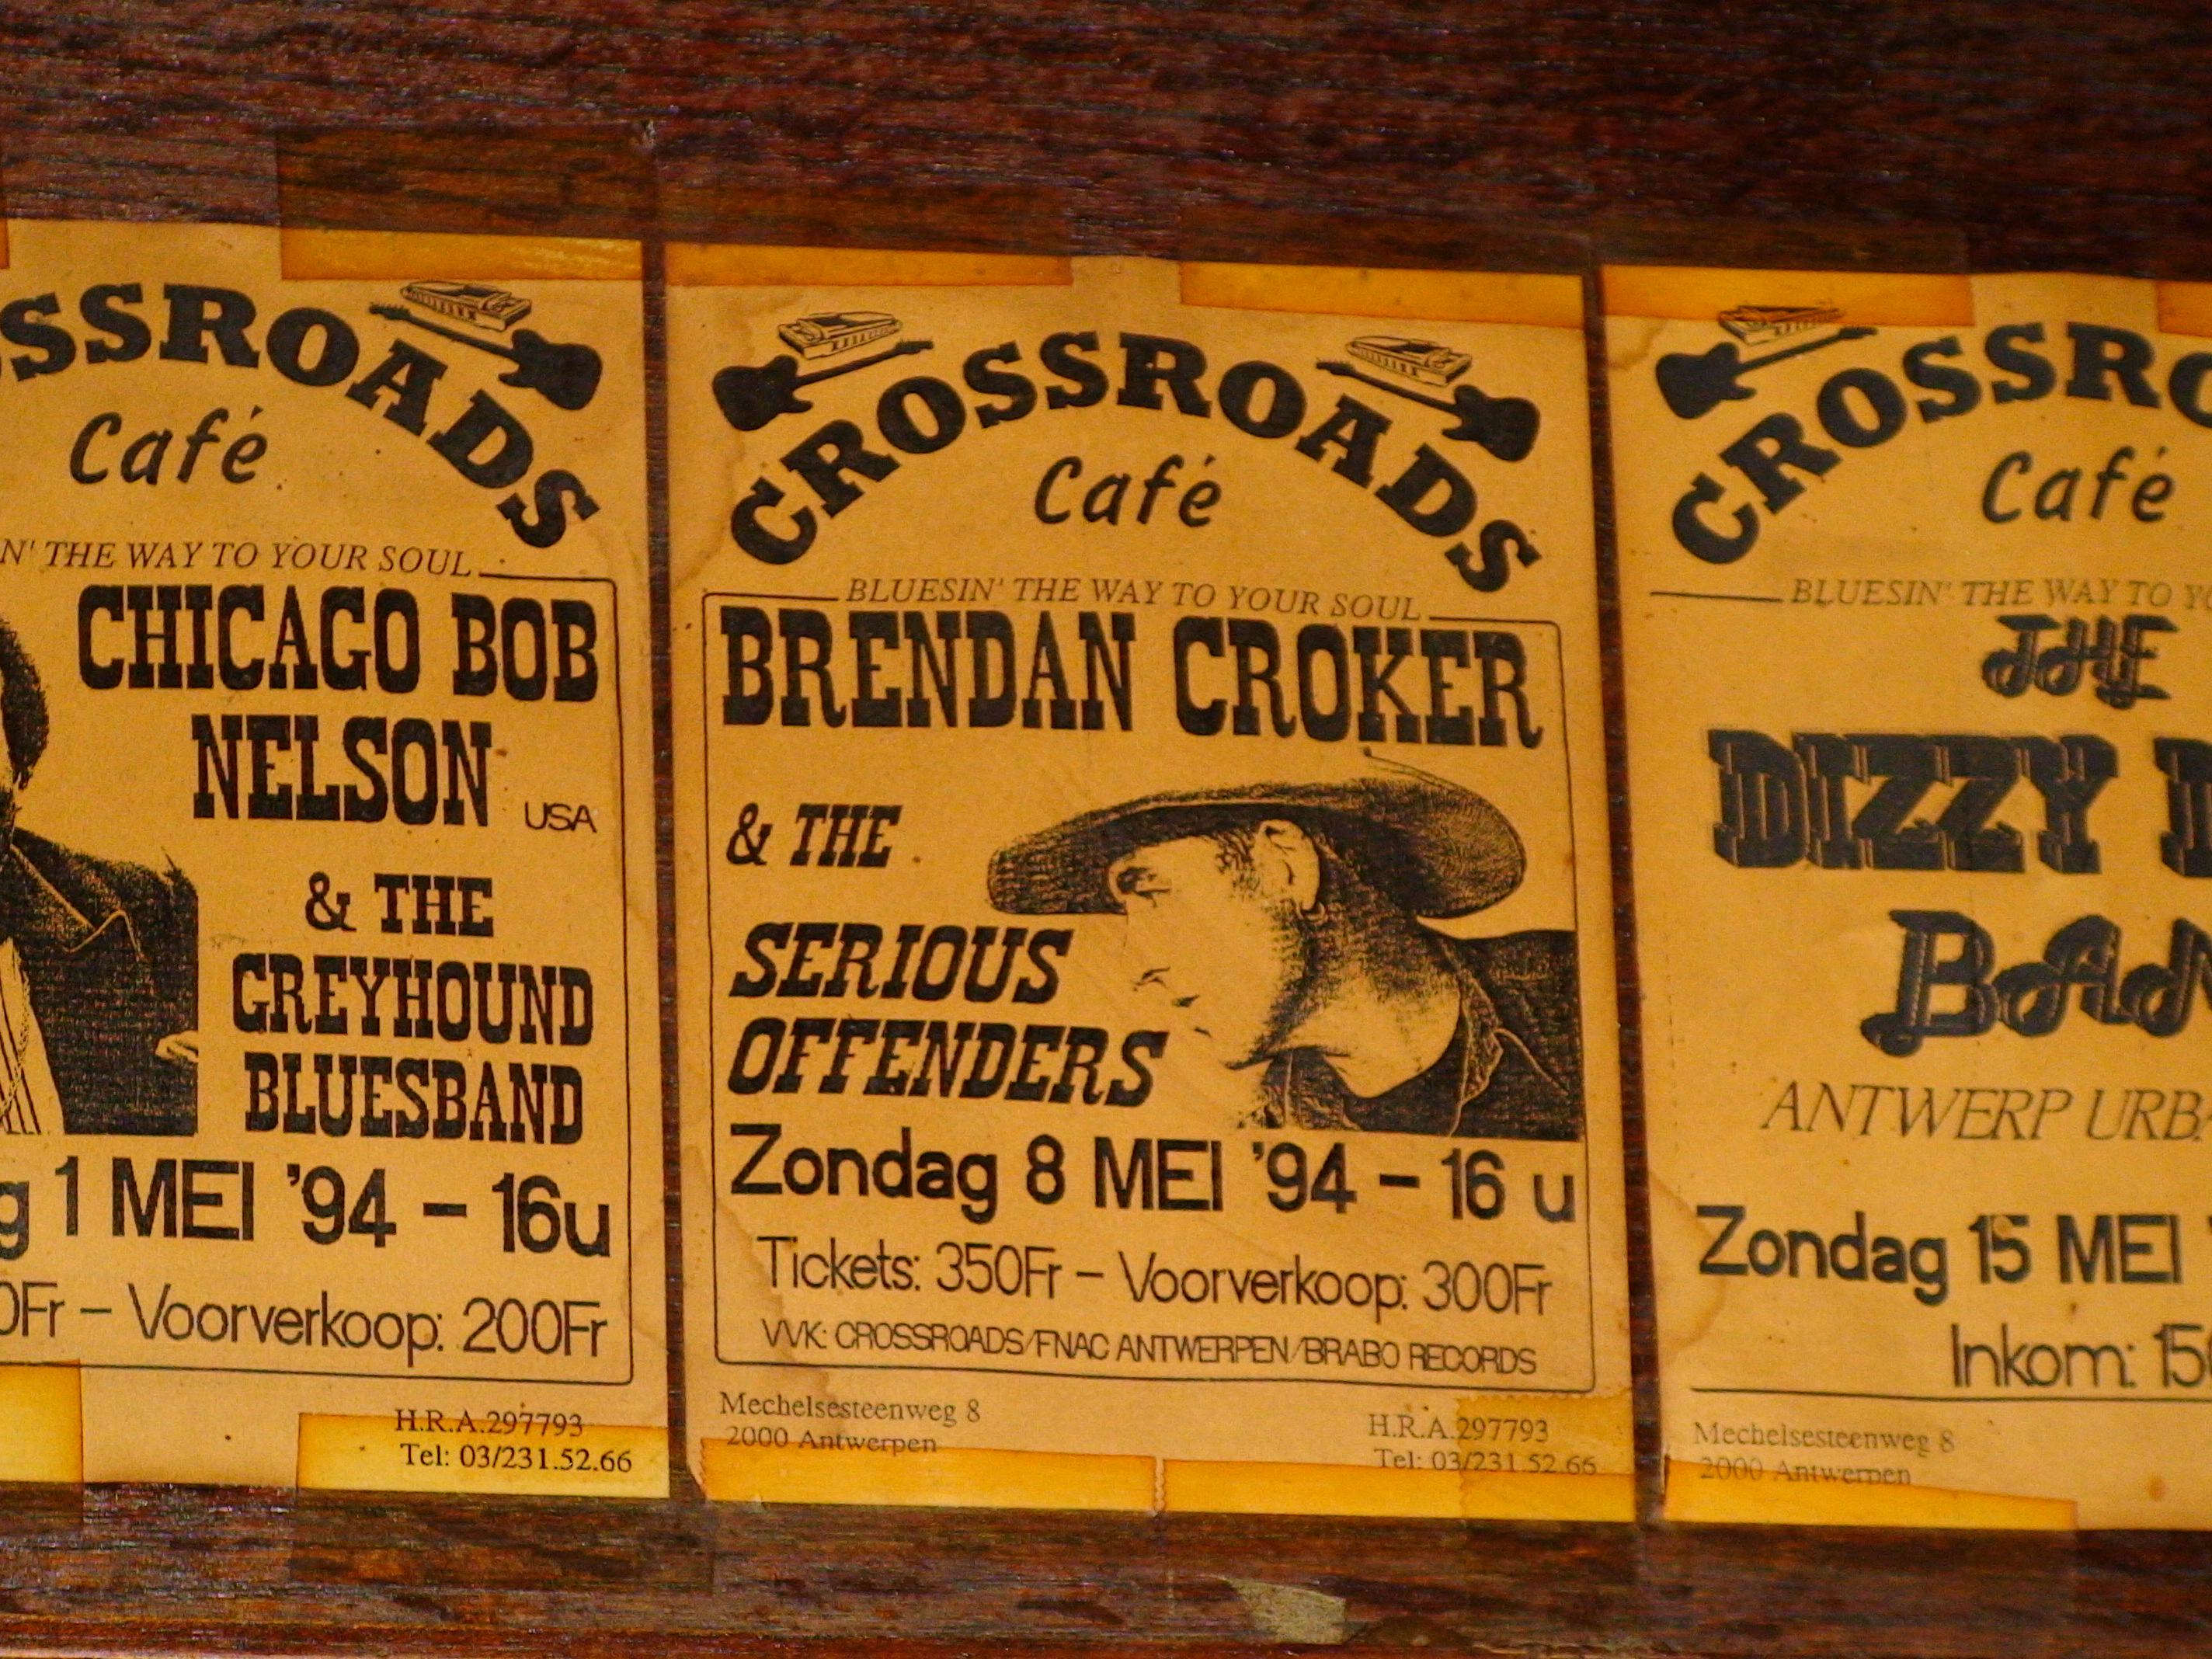 CROSSROADS
Café
THE WAY TO YOUR SOUL
CHICAGO BOB
NELSON USA
& THE
GREYHOUND
BLUESBAND
1 MEI '94 - 16u
Fr - Voorverkoop: 200Fr
H.R.A.297793
Tel: 03/231.52.66
CROSSROADS
Café
BLUESIN' THE WAY TO YOUR SOUL
BRENDAN CROKER
& THE
SERIOUS
OFFENDERS
Zondag 8 MEI '94 - 16 u
Tickets: 350Fr - Voorverkoop: 300Fr
VVK: CROSSROADS/FNAC ANTWERPEN/BRABO RECORDS
Mechelsesteenweg 8
2000 Antwerpen
H.R.A.297793
Tel: 03/231.52.66
CROSSRO
Café
BLUESIN' THE WAY TO
THE
DIZZY
BAN
ANTWERP URB
Zondag 15 MEI
Inkom: 15
Mechelsesteenweg 8
2000 Antwerpen